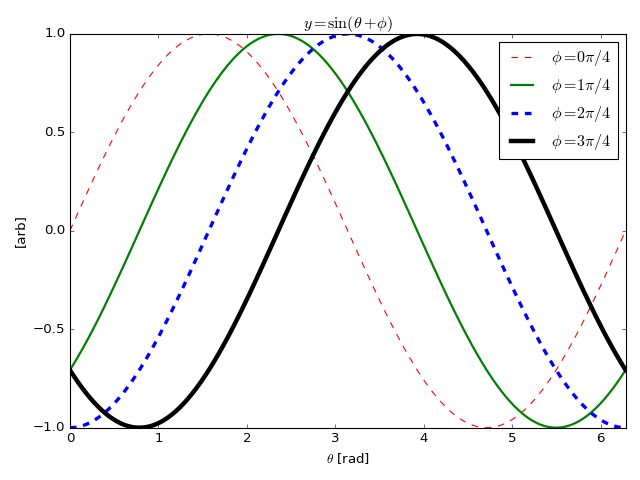 y = sin(θ + ϕ)
1.0
0.5
0.0
−0.5
−1.0
[arb]
0 1 2 3 4 5 6
θ [rad]
ϕ = 0π/4
ϕ = 1π/4
ϕ = 2π/4
ϕ = 3π/4